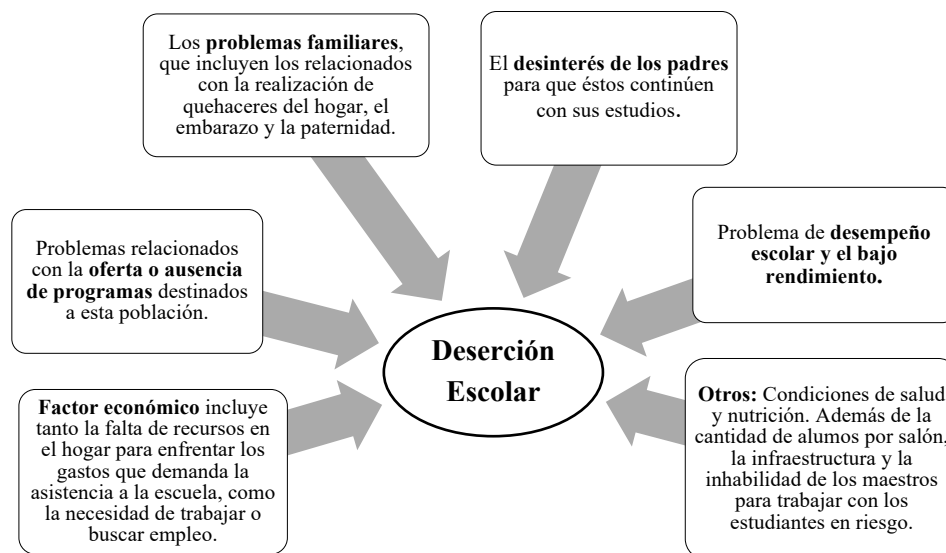 Los problemas familiares,
que incluyen los relacionados
con la realización de
quehaceres del hogar, el
embarazo y la paternidad.
El desinterés de los padres
para que éstos continúen
con sus estudios.
Problemas relacionados
con la oferta o ausencia
de programas destinados
a esta población.
Problema de desempeño
escolar y el bajo
rendimiento.
Deserción
Escolar
Factor económico incluye
tanto la falta de recursos en
el hogar para enfrentar los
gastos que demanda la
asistencia a la escuela, como
la necesidad de trabajar o
buscar empleo.
Otros: Condiciones de salud
y nutrición. Además de la
cantidad de alumos por salón,
la infraestructura y la
inhabilidad de los maestros
para trabajar con los
estudiantes en riesgo.